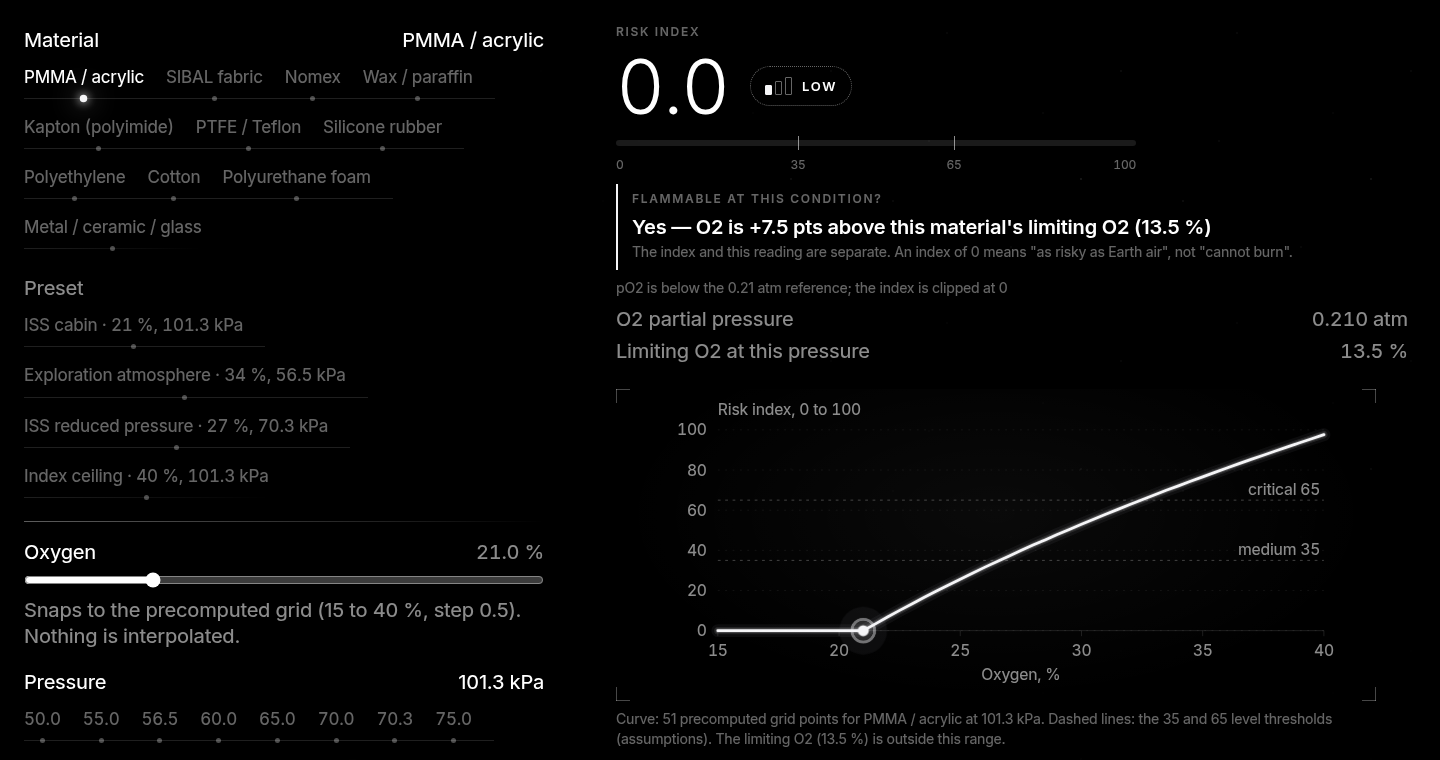 Material PMMA / acrylic
PMMA / acrylic SIBAL fabric Nomex Wax / paraffin
Kapton (polyimide) PTFE / Teflon Silicone rubber
Polyethylene Cotton Polyurethane foam
Metal / ceramic / glass
Preset
ISS cabin · 21 %, 101.3 kPa
Exploration atmosphere · 34 %, 56.5 kPa
ISS reduced pressure · 27 %, 70.3 kPa
Index ceiling · 40 %, 101.3 kPa
Oxygen 21.0 %
Snaps to the precomputed grid (15 to 40 %, step 0.5).
Nothing is interpolated.
Pressure 101.3 kPa
50.0 55.0 56.5 60.0 65.0 70.0 70.3 75.0
RISK INDEX
0.0 LOW
0 35 65 100
FLAMMABLE AT THIS CONDITION?
Yes — O2 is +7.5 pts above this material's limiting O2 (13.5 %)
The index and this reading are separate. An index of 0 means "as risky as Earth air", not "cannot burn".
pO2 is below the 0.21 atm reference; the index is clipped at 0
O2 partial pressure 0.210 atm
Limiting O2 at this pressure 13.5 %
Risk index, 0 to 100
100
80
critical 65
60
medium 35
40
20
0
15 20 25 30 35 40
Oxygen, %
Curve: 51 precomputed grid points for PMMA / acrylic at 101.3 kPa. Dashed lines: the 35 and 65 level thresholds
(assumptions). The limiting O2 (13.5 %) is outside this range.